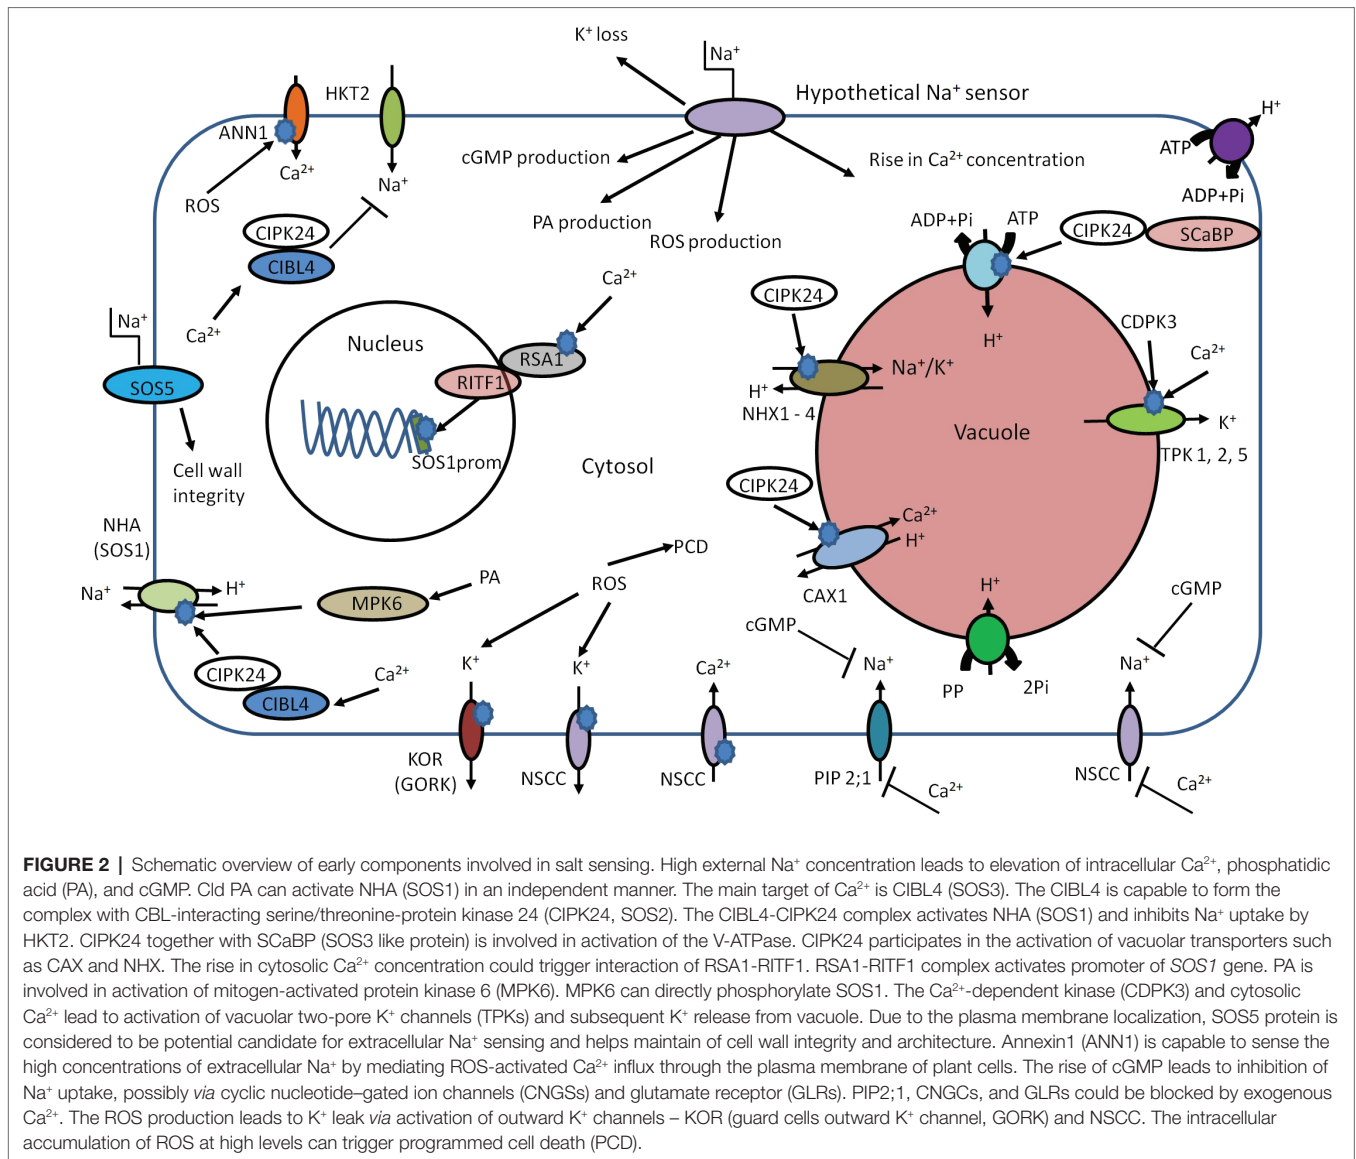 K⁺ loss
Na⁺
Hypothetical Na⁺ sensor
HKT2
ANN1
Ca²⁺
Na⁺
ROS
cGMP production
PA production
ROS production
Rise in Ca²⁺ concentration
H⁺
ATP
ADP+Pi
CIPK24
CIBL4
Ca²⁺
ADP+Pi
ATP
CIPK24
SCaBP
H⁺
Na⁺
SOS5
Cell wall
integrity
Nucleus
Ca²⁺
RSA1
RITF1
SOS1prom
Cytosol
CIPK24
Na⁺/K⁺
H⁺
NHX1 - 4
CDPK3
Ca²⁺
K⁺
TPK 1, 2, 5
Vacuole
CIPK24
Ca²⁺
H⁺
CAX1
NHA
(SOS1)
Na⁺
H⁺
MPK6
PA
CIPK24
CIBL4
Ca²⁺
PCD
ROS
K⁺
KOR
(GORK)
K⁺
NSCC
Ca²⁺
NSCC
cGMP
Na⁺
PIP 2;1
Ca²⁺
H⁺
PP
2Pi
cGMP
Na⁺
NSCC
Ca²⁺
FIGURE 2 | Schematic overview of early components involved in salt sensing. High external Na⁺ concentration leads to elevation of intracellular Ca²⁺, phosphatidic
acid (PA), and cGMP. Cld PA can activate NHA (SOS1) in an independent manner. The main target of Ca²⁺ is CIBL4 (SOS3). The CIBL4 is capable to form the
complex with CBL-interacting serine/threonine-protein kinase 24 (CIPK24, SOS2). The CIBL4-CIPK24 complex activates NHA (SOS1) and inhibits Na⁺ uptake by
HKT2. CIPK24 together with SCaBP (SOS3 like protein) is involved in activation of the V-ATPase. CIPK24 participates in the activation of vacuolar transporters such
as CAX and NHX. The rise in cytosolic Ca²⁺ concentration could trigger interaction of RSA1-RITF1. RSA1-RITF1 complex activates promoter of SOS1 gene. PA is
involved in activation of mitogen-activated protein kinase 6 (MPK6). MPK6 can directly phosphorylate SOS1. The Ca²⁺-dependent kinase (CDPK3) and cytosolic
Ca²⁺ lead to activation of vacuolar two-pore K⁺ channels (TPKs) and subsequent K⁺ release from vacuole. Due to the plasma membrane localization, SOS5 protein is
considered to be potential candidate for extracellular Na⁺ sensing and helps maintain of cell wall integrity and architecture. Annexin1 (ANN1) is capable to sense the
high concentrations of extracellular Na⁺ by mediating ROS-activated Ca²⁺ influx through the plasma membrane of plant cells. The rise of cGMP leads to inhibition of
Na⁺ uptake, possibly via cyclic nucleotide–gated ion channels (CNGSs) and glutamate receptor (GLRs). PIP2;1, CNGCs, and GLRs could be blocked by exogenous
Ca²⁺. The ROS production leads to K⁺ leak via activation of outward K⁺ channels – KOR (guard cells outward K⁺ channel, GORK) and NSCC. The intracellular
accumulation of ROS at high levels can trigger programmed cell death (PCD).